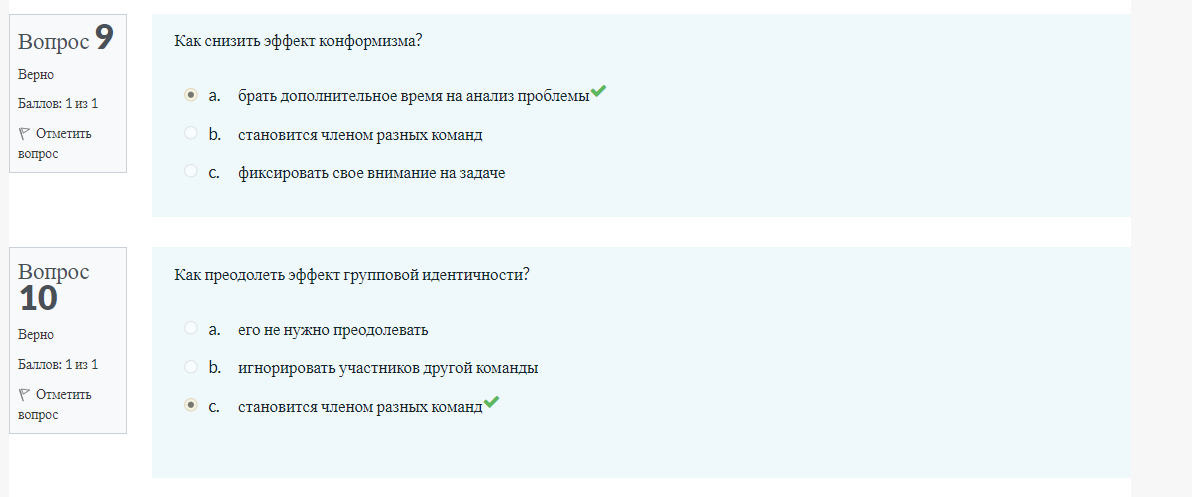 Вопрос 9
Верно
Баллов: 1 из 1
Отметить
вопрос
Как снизить эффект конформизма?
a. брать дополнительное время на анализ проблемы
b. становится членом разных команд
c. фиксировать свое внимание на задаче
Вопрос
10
Верно
Баллов: 1 из 1
Отметить
вопрос
Как преодолеть эффект групповой идентичности?
a. его не нужно преодолевать
b. игнорировать участников другой команды
c. становится членом разных команд